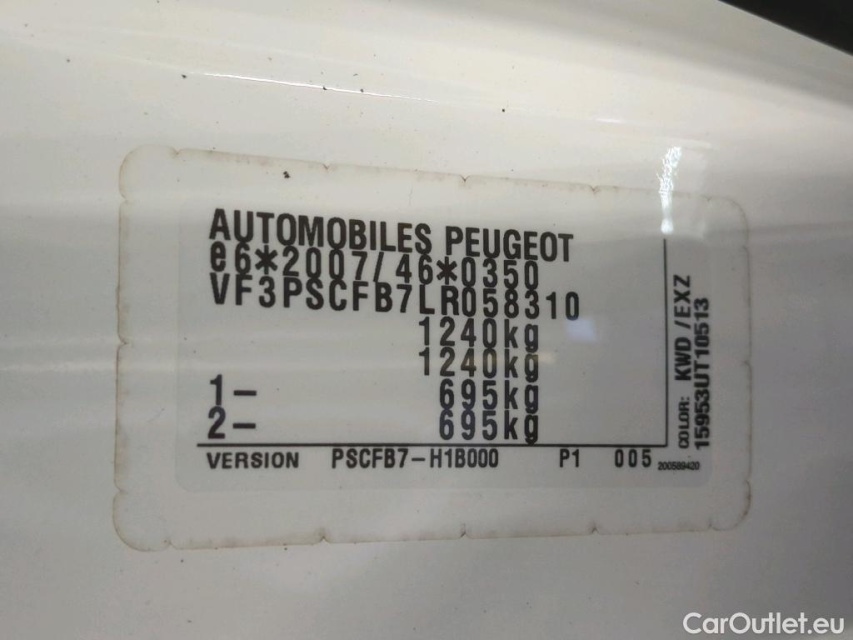 AUTOMOBILES PEUGEOT
e6*2007/46*0350
VF3PSCFB7LR058310
1240kg
1240kg
1- 695kg
2- 695kg
VERSION PSCFB7-H1B000 P1 005 200589420
COLOR: KWD /EXZ
15953UT10513
CarOutlet.eu